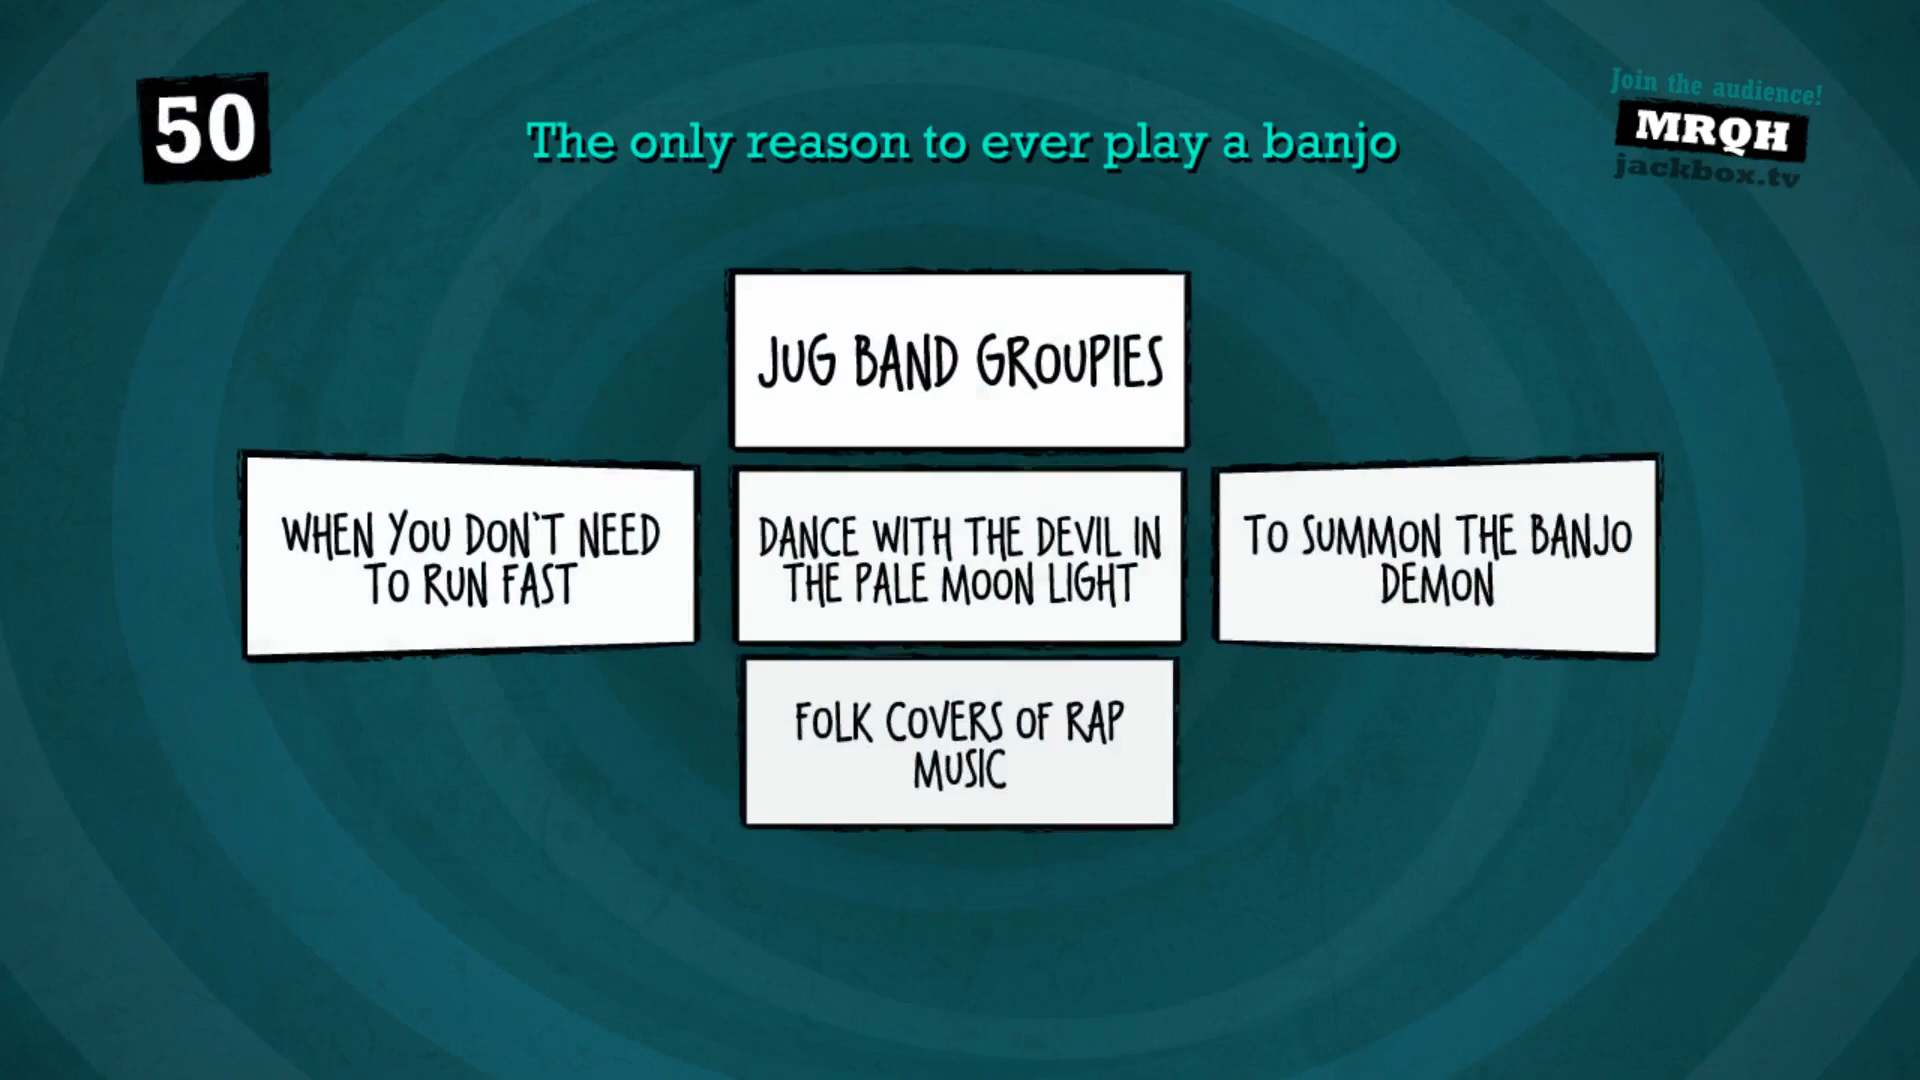 50
The only reason to ever play a banjo
Join the audience!
MRQH
jackbox.tv
JUG BAND GROUPIES
WHEN YOU DON'T NEED
TO RUN FAST
DANCE WITH THE DEVIL IN
THE PALE MOON LIGHT
TO SUMMON THE BANJO
DEMON
FOLK COVERS OF RAP
MUSIC